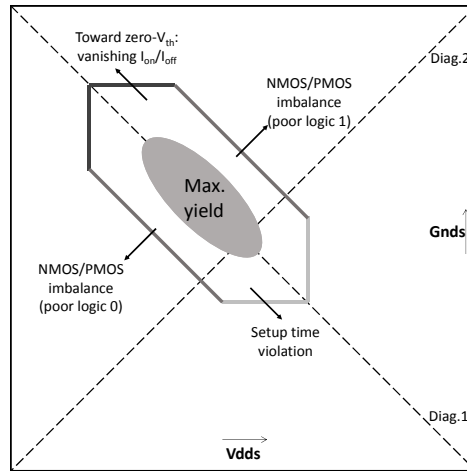 Toward zero-Vth:
vanishing Ion/Ioff
Diag.2
NMOS/PMOS
imbalance
(poor logic 1)
Max.
yield
Gnds
NMOS/PMOS
imbalance
(poor logic 0)
Setup time
violation
Diag.1
Vdds